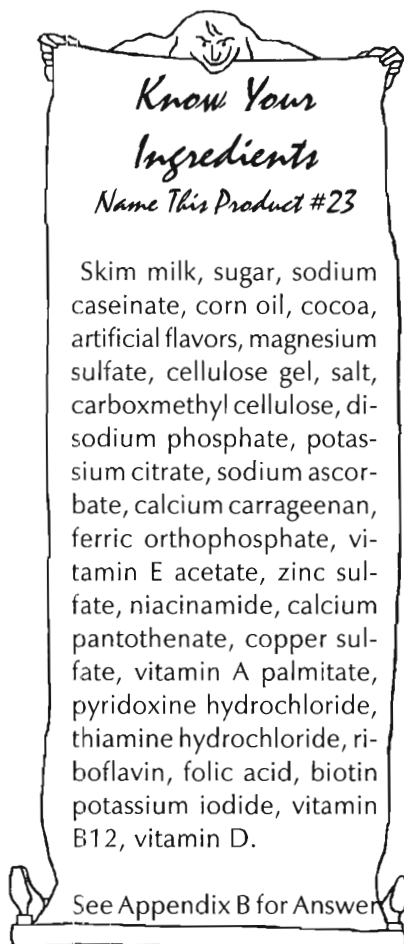 Know Your
Ingredients
Name This Product #23
Skim milk, sugar, sodium
caseinate, corn oil, cocoa,
artificial flavors, magnesium
sulfate, cellulose gel, salt,
carboxmethyl cellulose, di-
sodium phosphate, potas-
sium citrate, sodium ascor-
bate, calcium carrageenan,
ferric orthophosphate, vi-
tamin E acetate, zinc sul-
fate, niacinamide, calcium
pantothenate, copper sul-
fate, vitamin A palmitate,
pyridoxine hydrochloride,
thiamine hydrochloride, ri-
boflavin, folic acid, biotin
potassium iodide, vitamin
B12, vitamin D.
See Appendix B for Answer